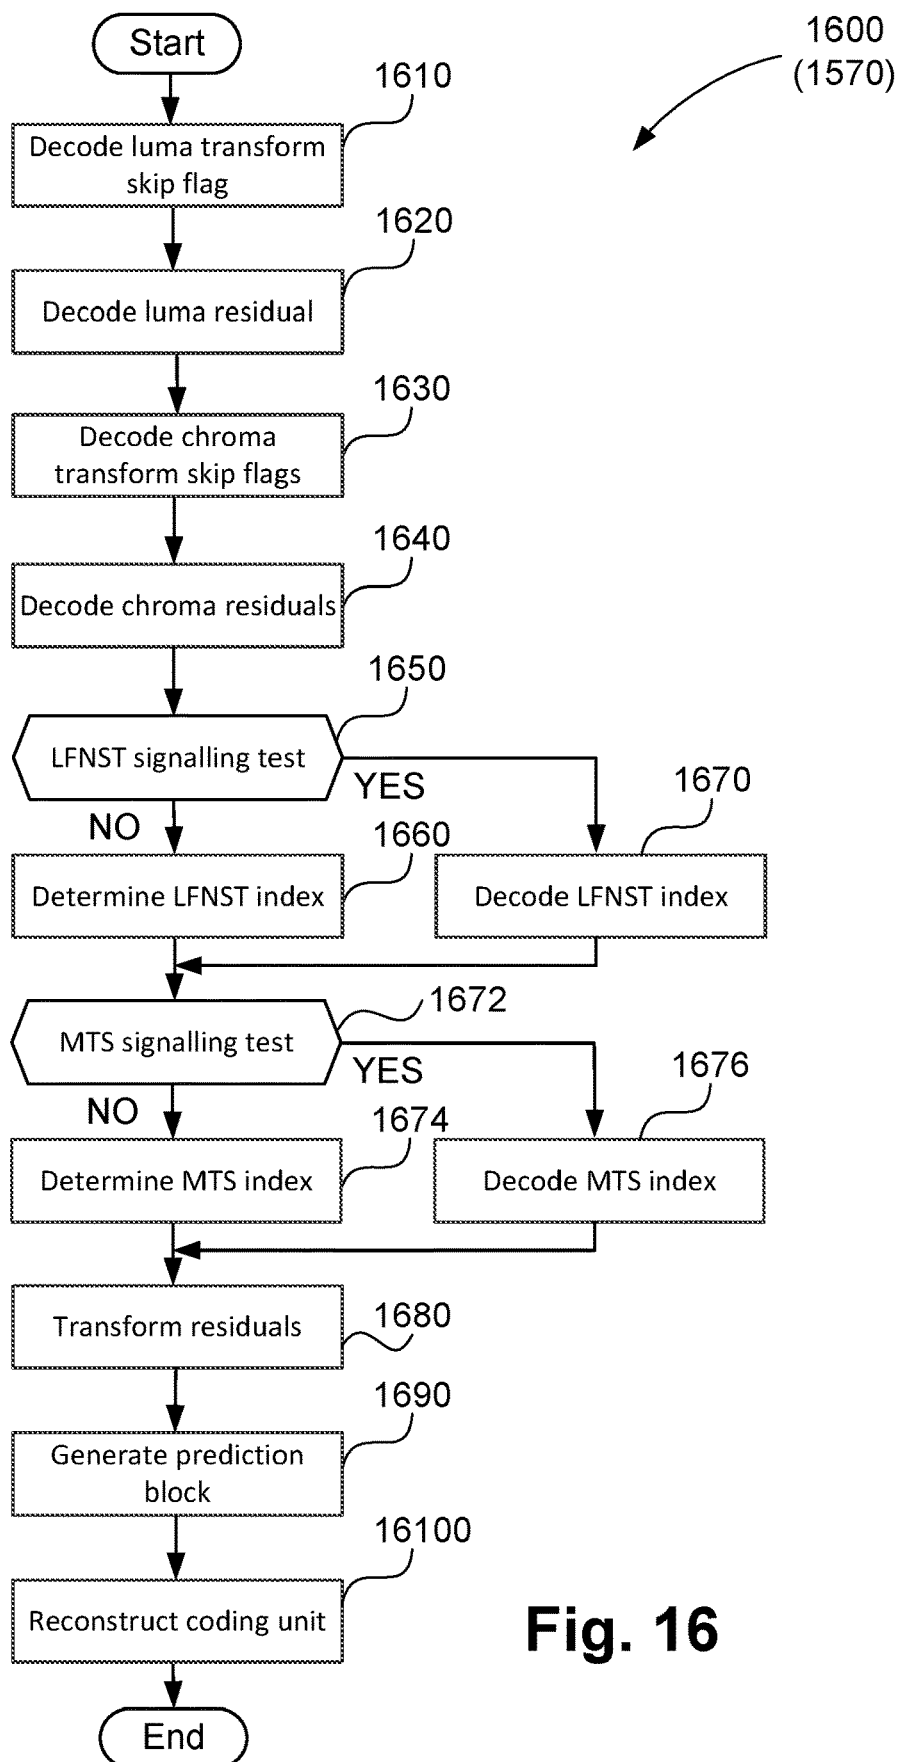 Start
1600
(1570)
1610
Decode luma transform
skip flag
1620
Decode luma residual
1630
Decode chroma
transform skip flags
1640
Decode chroma residuals
1650
LFNST signalling test
YES
NO
1660
1670
Determine LFNST index
Decode LFNST index
1672
MTS signalling test
YES
NO
1674
1676
Determine MTS index
Decode MTS index
1680
Transform residuals
1690
Generate prediction
block
16100
Reconstruct coding unit
Fig. 16
End